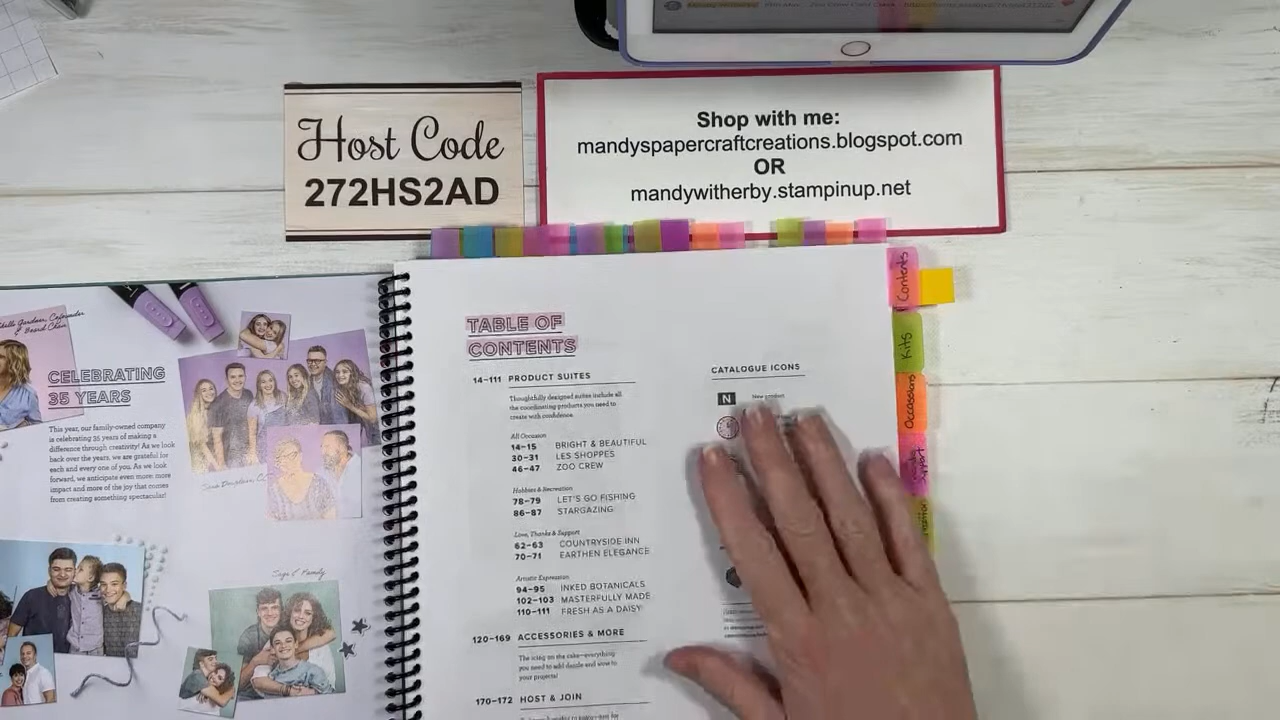 Host Code
272HS2AD
Shop with me:
mandyspapercraftcreations.blogspot.com
OR
mandywitherby.stampinup.net
CELEBRATING
35 YEARS
This year, our family-owned company
is celebrating 35 years of making a
difference through creativity! As we look
back over the years, we are grateful for
each and every one of you. As we look
forward, we anticipate even more: more
impact and more of the joy that comes
from creating something spectacular!
TABLE OF
CONTENTS
14–111 PRODUCT SUITES
Thoughtfully designed suites include all
the coordinating products you need to
create with confidence.
All Occasion
14–15 BRIGHT & BEAUTIFUL
30–31 LES SHOPPES
46–47 ZOO CREW
Hobbies & Recreation
78–79 LET'S GO FISHING
86–87 STARGAZING
Love, Thanks & Support
62–63 COUNTRYSIDE INN
70–71 EARTHEN ELEGANCE
Artistic Expression
94–95 INKED BOTANICALS
102–103 MASTERFULLY MADE
110–111 FRESH AS A DAISY
120–169 ACCESSORIES & MORE
The icing on the cake—everything
you need to add dazzle and wow to
your projects!
170–172 HOST & JOIN
CATALOGUE ICONS
N New product
Contents
Kits
Occassions